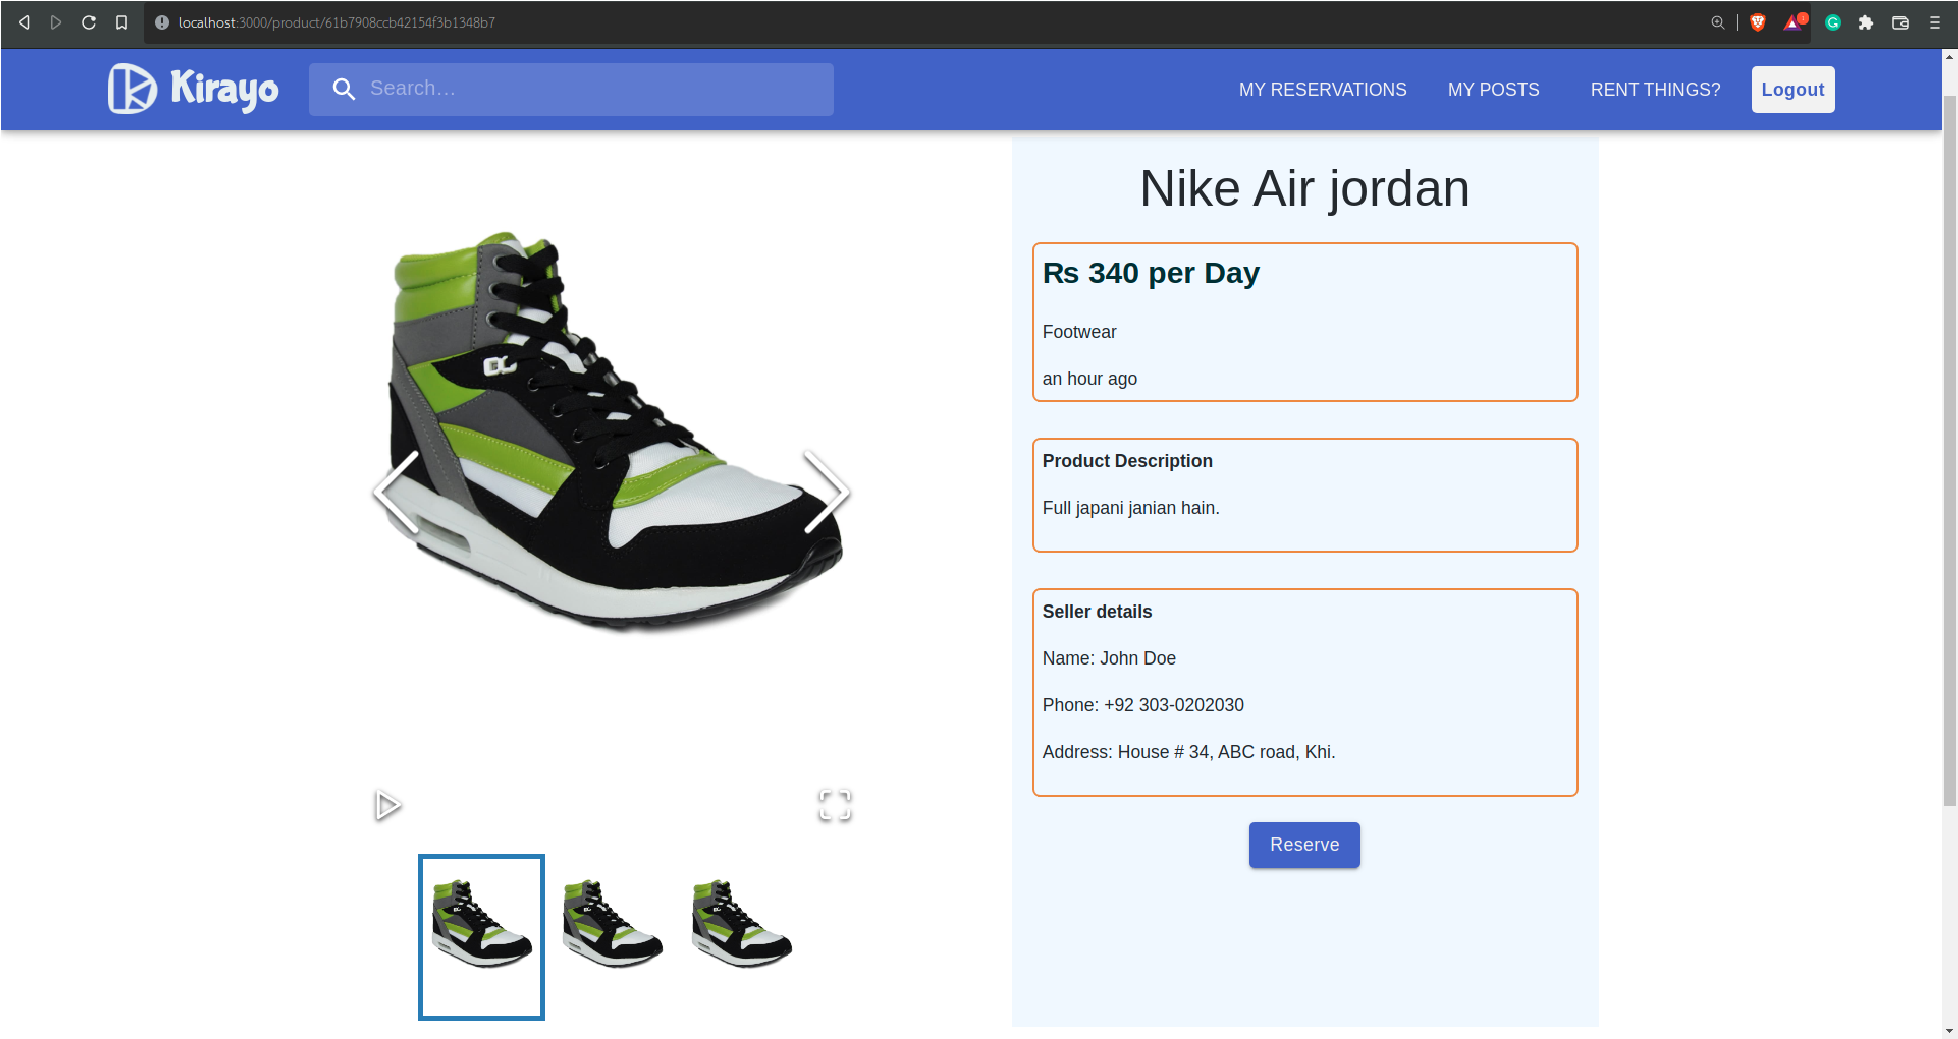 localhost:3000/product/61b7908ccb42154f3b1348b7
Kirayo
Search...
MY RESERVATIONS
MY POSTS
RENT THINGS?
Logout
Nike Air jordan
Rs 340 per Day
Footwear
an hour ago
Product Description
Full japani janian hain.
Seller details
Name: John Doe
Phone: +92 303-0202030
Address: House # 34, ABC road, Khi.
Reserve